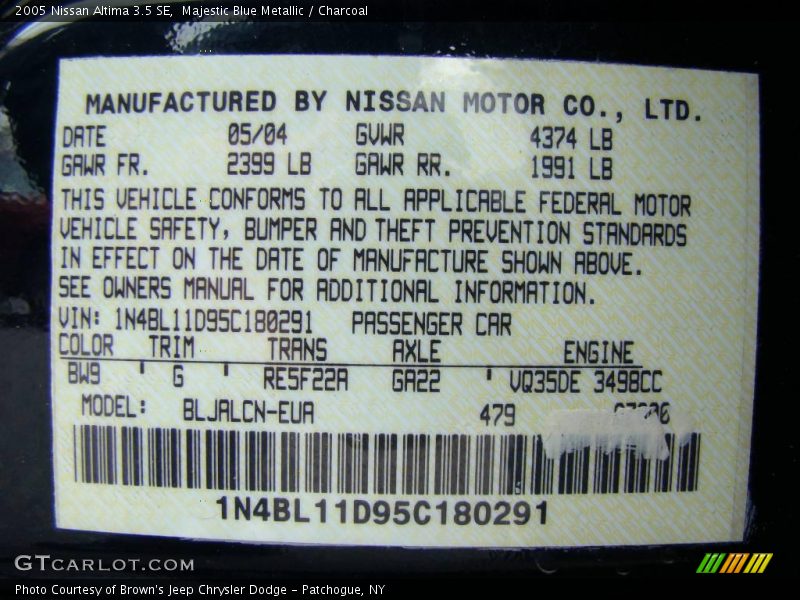 2005 Nissan Altima 3.5 SE, Majestic Blue Metallic / Charcoal
MANUFACTURED BY NISSAN MOTOR CO., LTD.
DATE 05/04 GVWR 4374 LB
GAWR FR. 2399 LB GAWR RR. 1991 LB
THIS VEHICLE CONFORMS TO ALL APPLICABLE FEDERAL MOTOR
VEHICLE SAFETY, BUMPER AND THEFT PREVENTION STANDARDS
IN EFFECT ON THE DATE OF MANUFACTURE SHOWN ABOVE.
SEE OWNERS MANUAL FOR ADDITIONAL INFORMATION.
VIN: 1N4BL11D95C180291 PASSENGER CAR
COLOR TRIM TRANS AXLE ENGINE
BW9 G RE5F22A GA22 VQ35DE 3498CC
MODEL: BLJALCN-EUA 479
1N4BL11D95C180291
GTCARLOT.COM
Photo Courtesy of Brown's Jeep Chrysler Dodge - Patchogue, NY